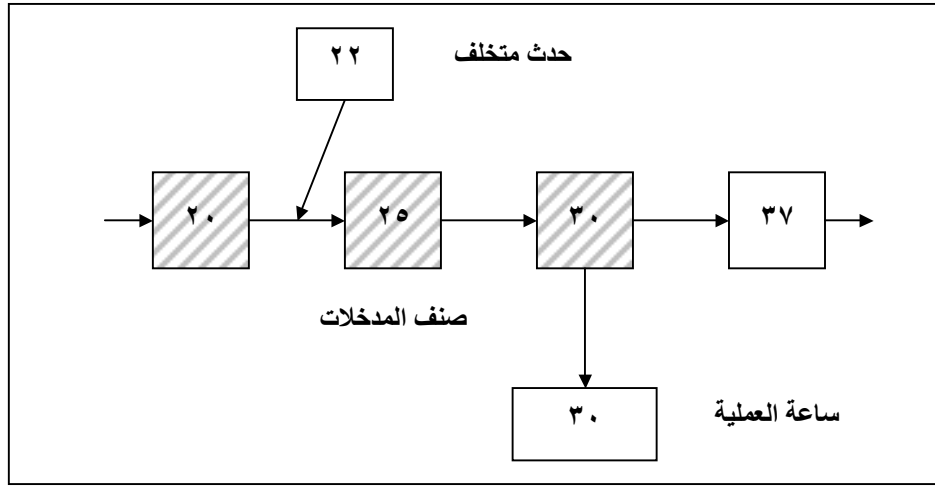 ٢٢
حدث متخلف
٢٠
٢٥
٣٠
٣٧
صنف المدخلات
٣٠
ساعة العملية